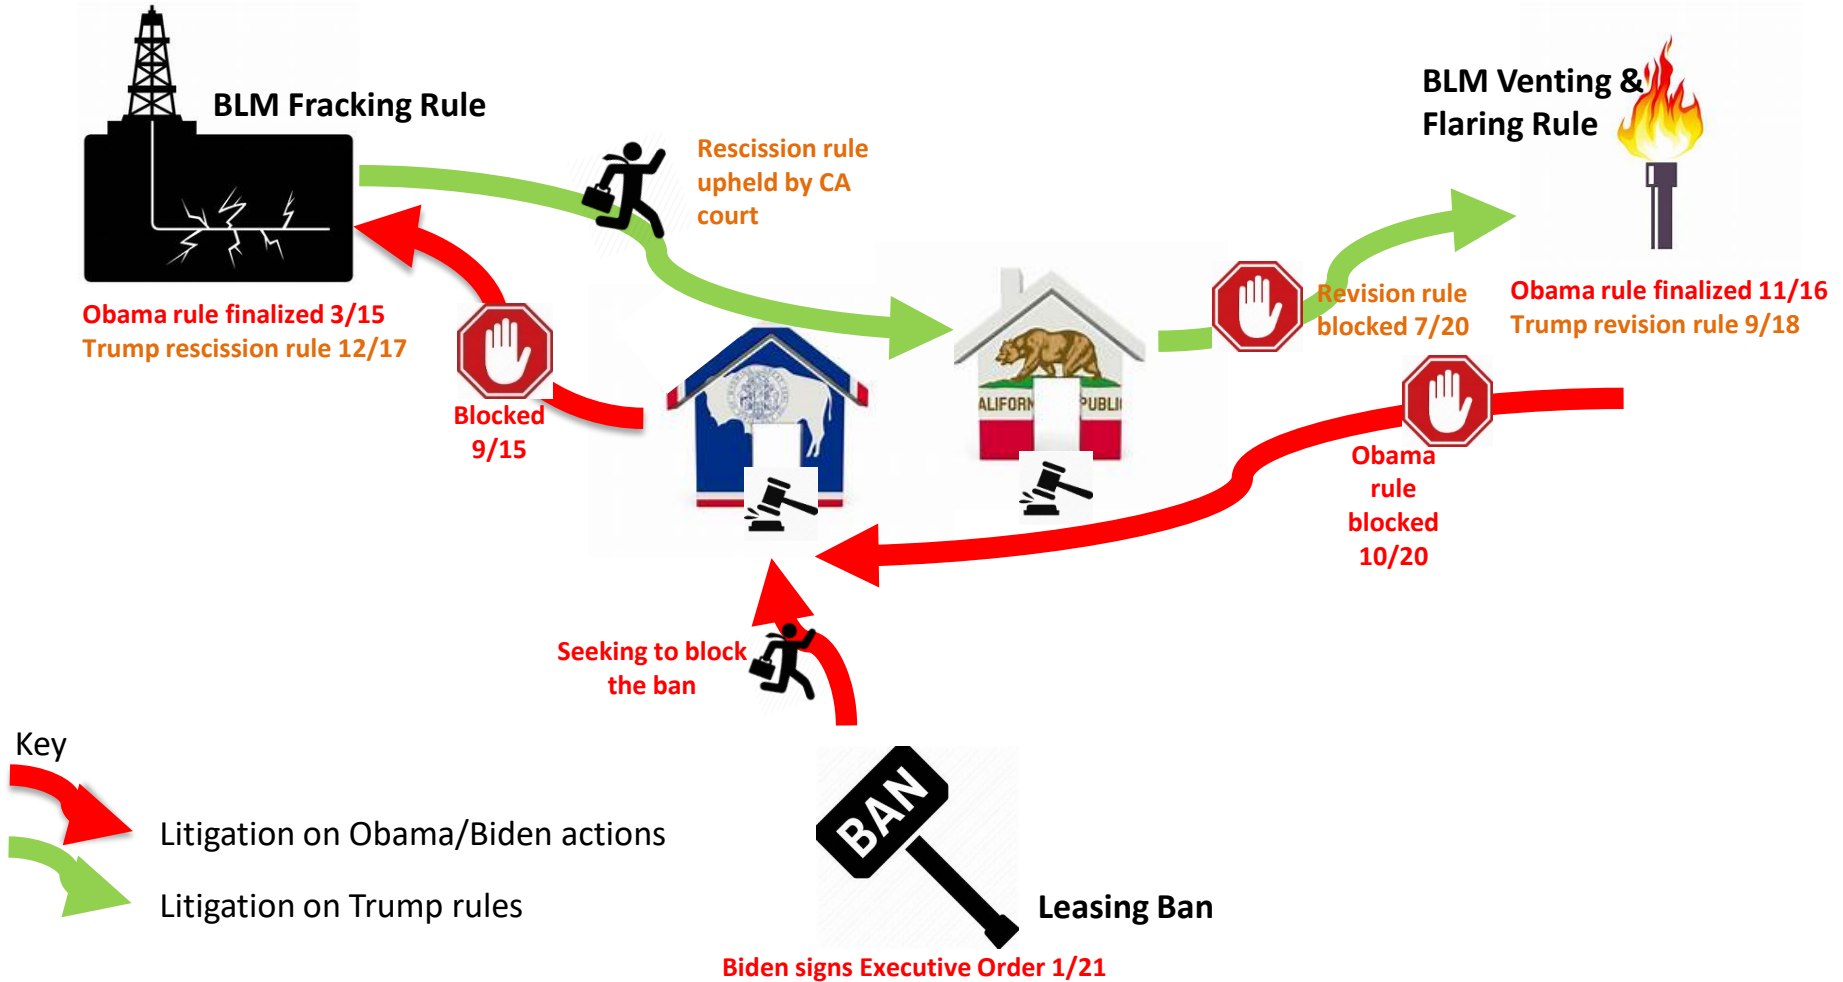 BLM Fracking Rule
Obama rule finalized 3/15
Trump rescission rule 12/17
Rescission rule
upheld by CA
court
BLM Venting &
Flaring Rule
Obama rule finalized 11/16
Trump revision rule 9/18
Revision rule
blocked 7/20
Blocked
9/15
ALIFORN PUBLI
Obama
rule
blocked
10/20
Seeking to block
the ban
Key
Litigation on Obama/Biden actions
Litigation on Trump rules
BAN
Leasing Ban
Biden signs Executive Order 1/21